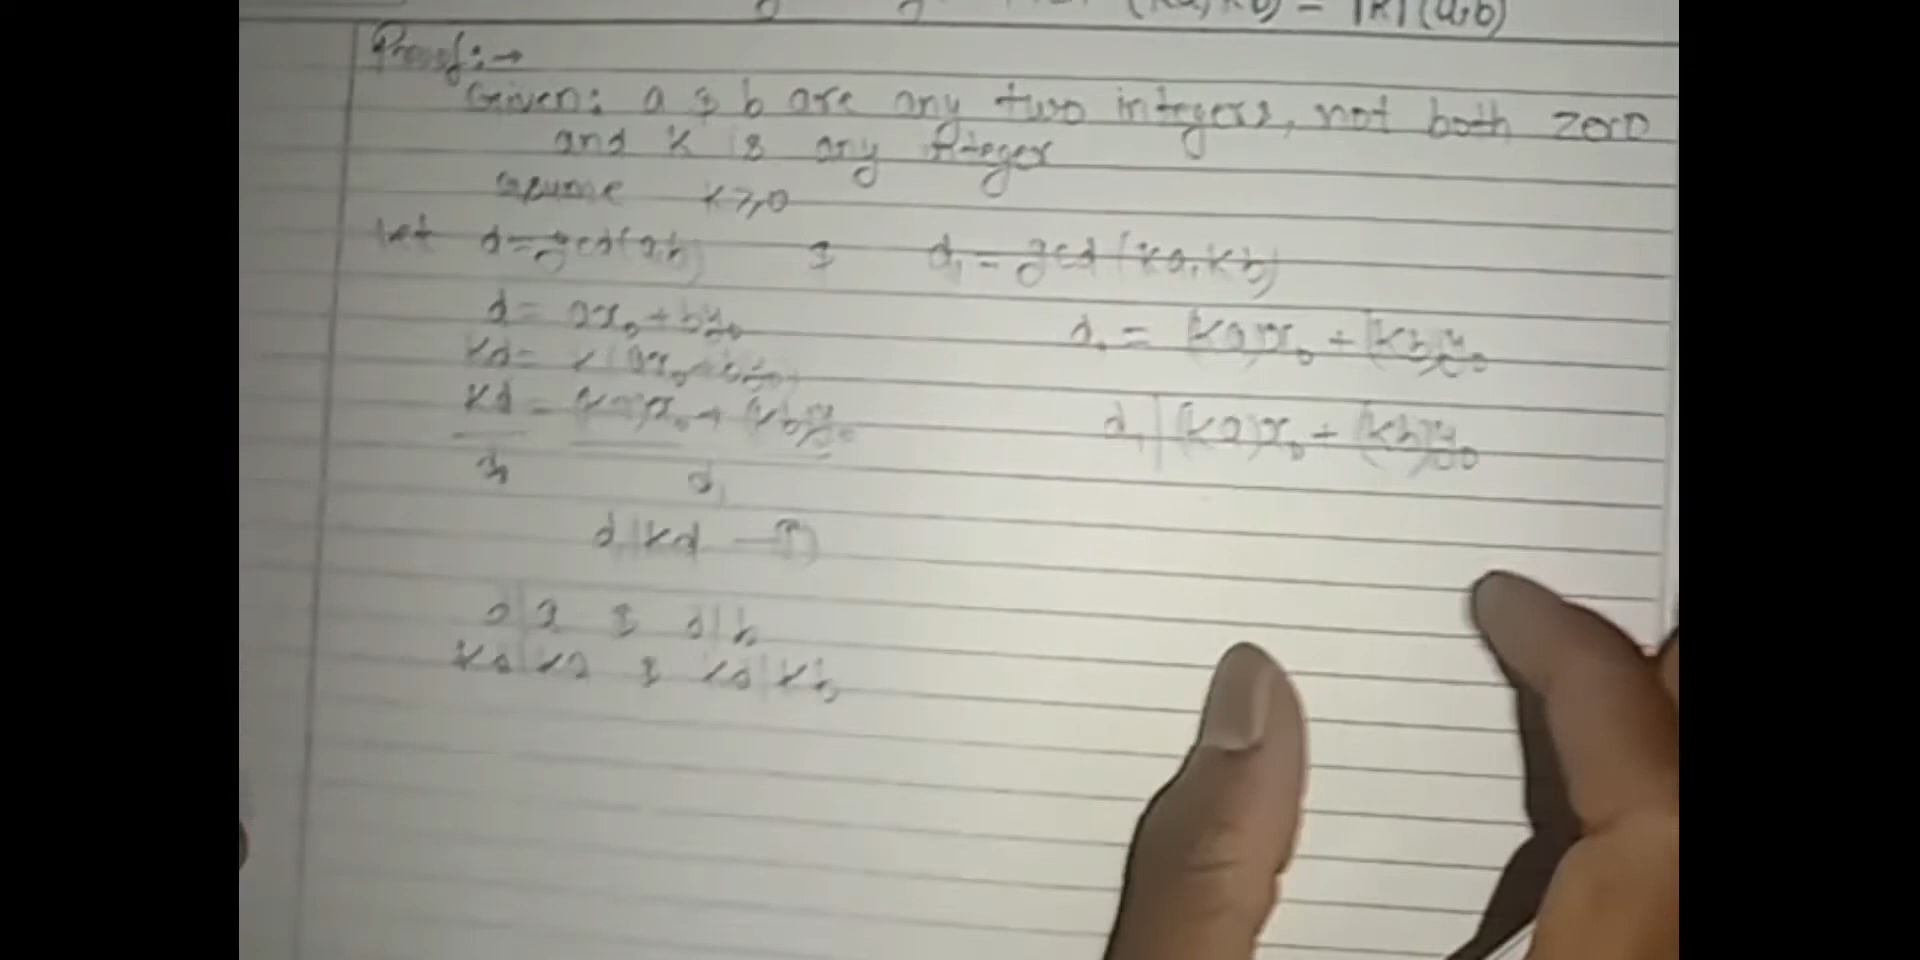 (ka, kb) = |k| (a, b)
Proof:→
Given: a & b are any two integers, not both zero
and k is any integer
assume k ≥ 0
let d = gcd(a, b) & d₁ = gcd(ka, kb)
d = ax₀ + by₀ d₁ = (ka)x₀ + (kb)y₀
kd = k(ax₀ + by₀)
kd = (ka)x₀ + (kb)y₀ d₁ | (ka)x₀ + (kb)y₀
d₁ d₁
d₁|kd —
d|a & d|b
kd|ka & kd|kb